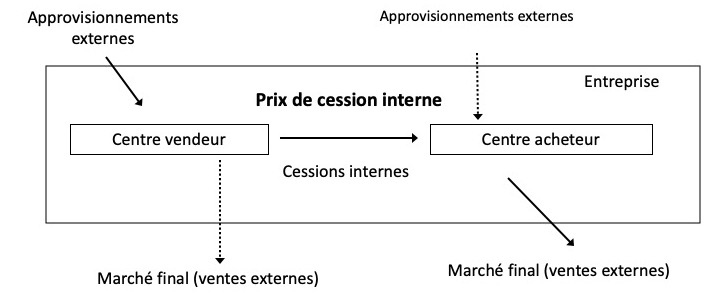 Approvisionnements
externes
Approvisionnements externes
Entreprise
Prix de cession interne
Centre vendeur
Centre acheteur
Cessions internes
Marché final (ventes externes)
Marché final (ventes externes)